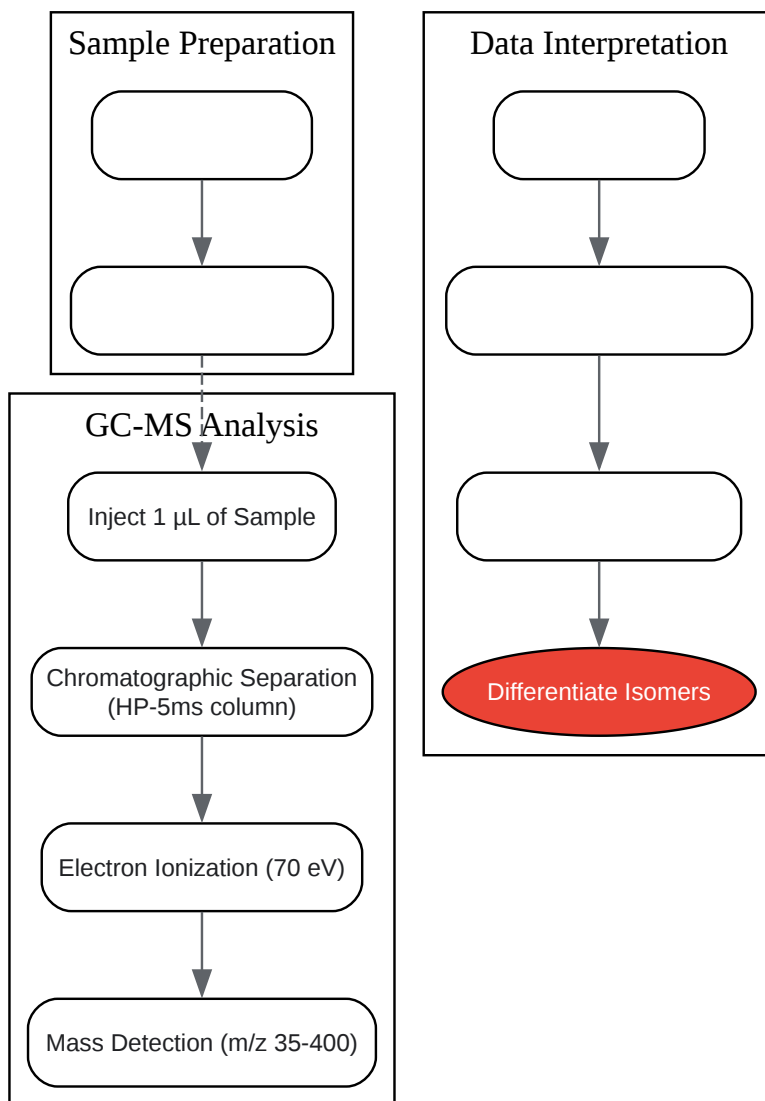 Sample Preparation
GC-MS Analysis
Inject 1 µL of Sample
Chromatographic Separation
(HP-5ms column)
Electron Ionization (70 eV)
Mass Detection (m/z 35-400)
Data Interpretation
Differentiate Isomers